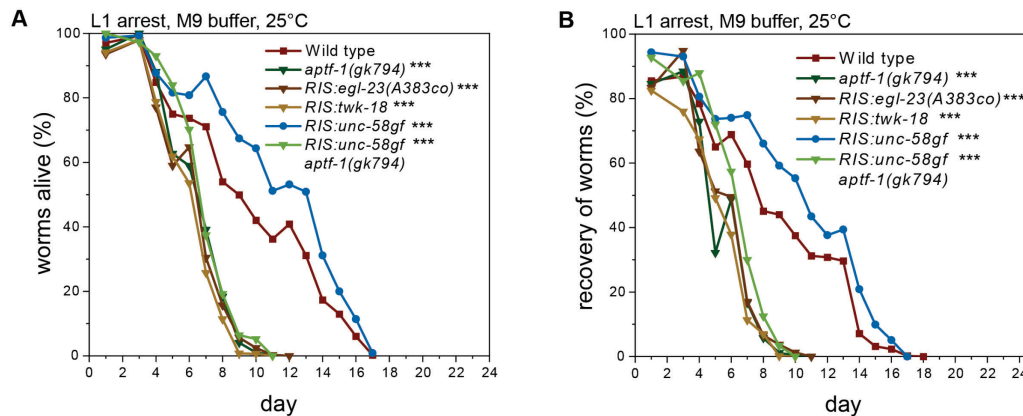 A
L1 arrest, M9 buffer, 25°C
worms alive (%)
100
80
60
40
20
0
Wild type
aptf-1(gk794) ***
RIS:egl-23(A383co) ***
RIS:twk-18 ***
RIS:unc-58gf ***
RIS:unc-58gf ***
aptf-1(gk794)
0 2 4 6 8 10 12 14 16 18 20 22 24
day
B
L1 arrest, M9 buffer, 25°C
recovery of worms (%)
100
80
60
40
20
0
Wild type
aptf-1(gk794) ***
RIS:egl-23(A383co) ***
RIS:twk-18 ***
RIS:unc-58gf ***
RIS:unc-58gf ***
aptf-1(gk794)
0 2 4 6 8 10 12 14 16 18 20 22 24
day